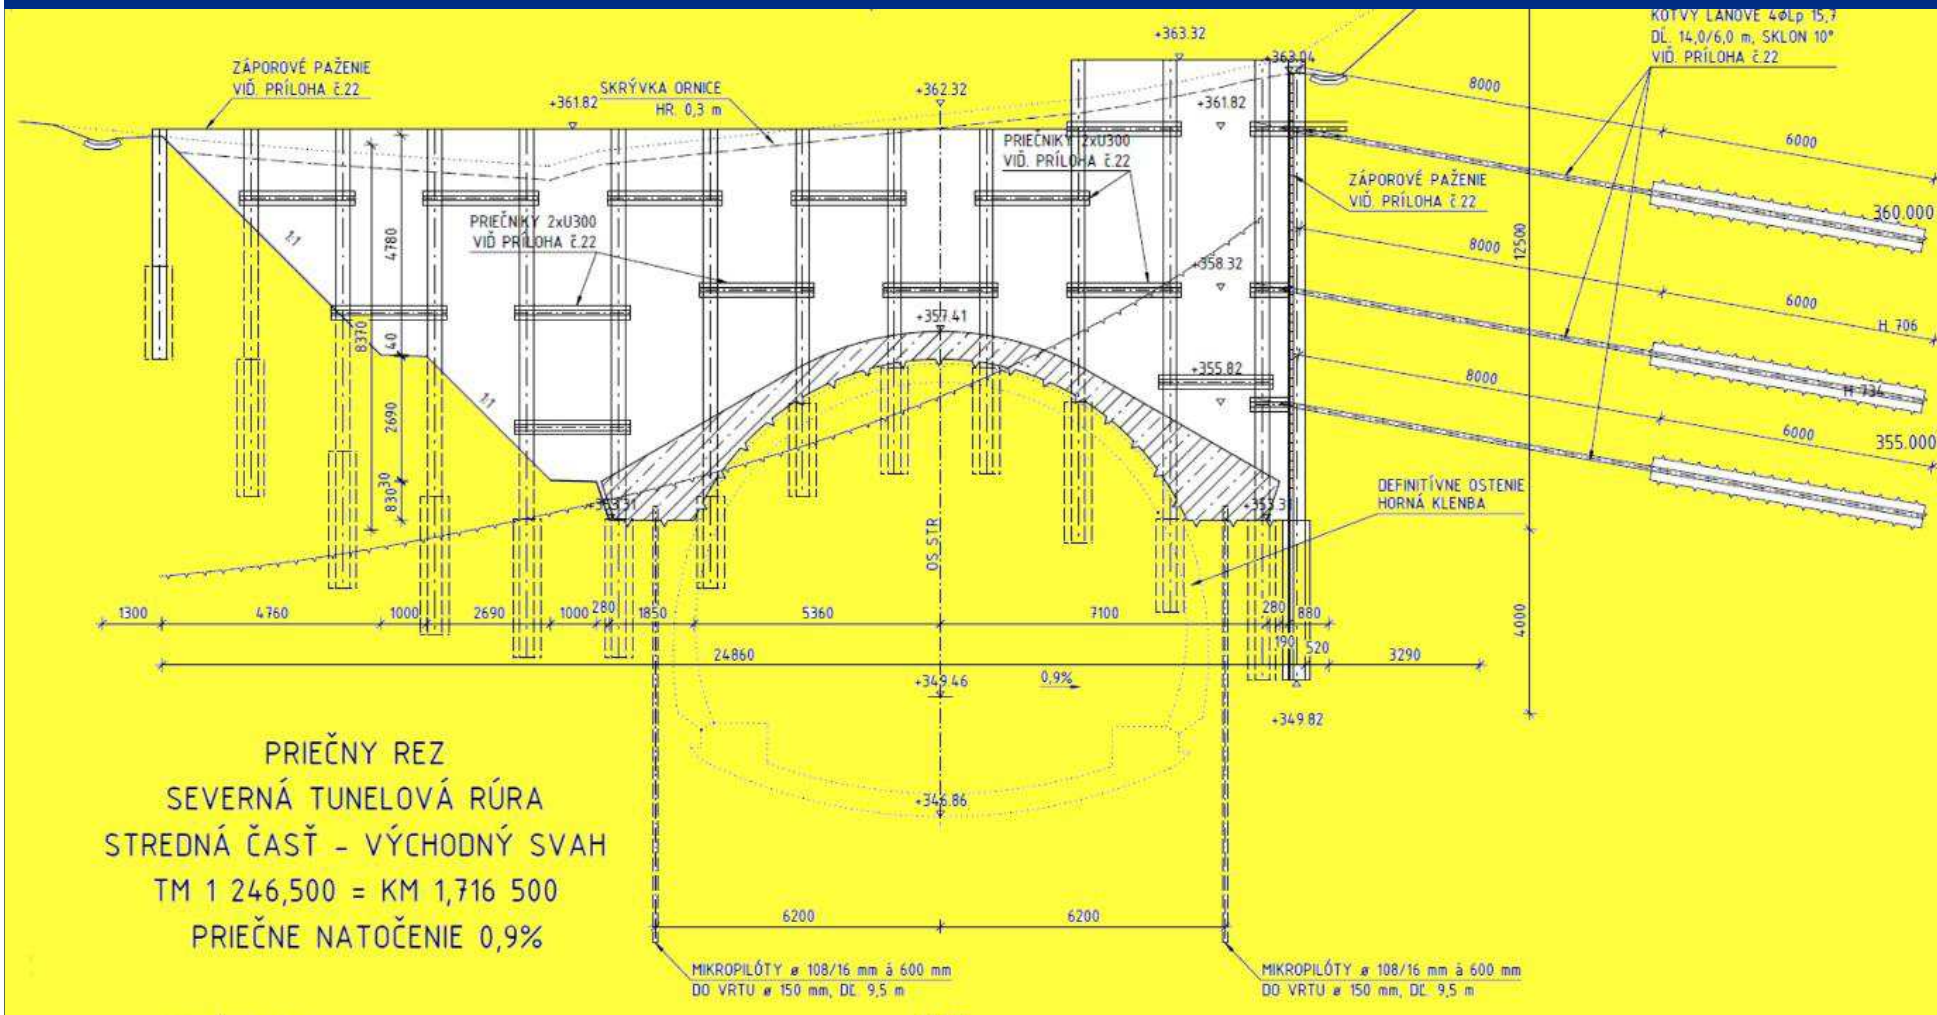 KOTVY LANOVÉ 4øLp 15,7
DĹ. 14,0/6,0 m, SKLON 10°
VIĎ. PRÍLOHA č.22
+363.32
+363.04
ZÁPOROVÉ PAŽENIE
VIĎ. PRÍLOHA č.22
SKRÝVKA ORNICE
HR. 0,3 m
+361.82
+362.32
+361.82
8000
6000
PRIEČNIKY 2xU300
VIĎ. PRÍLOHA č.22
ZÁPOROVÉ PAŽENIE
VIĎ. PRÍLOHA č.22
360.000
PRIEČNIKY 2xU300
VIĎ PRÍLOHA č.22
1:1
4780
12500
8000
6000
+358.32
H 706
+357.41
8370
40
+355.82
8000
6000
H 734
355.000
1:1
2690
30
830
+353.31
+353.31
DEFINITÍVNE OSTENIE
HORNÁ KLENBA
OS STR
1300
4760
1000
2690
1000
280
1850
5360
7100
280
880
190
520
4000
24860
3290
+349.46
0,9%
+349.82
+346.86
PRIEČNY REZ
SEVERNÁ TUNELOVÁ RÚRA
STREDNÁ ČASŤ - VÝCHODNÝ SVAH
TM 1 246,500 = KM 1,716 500
PRIEČNE NATOČENIE 0,9%
6200
6200
MIKROPILÓTY ø 108/16 mm à 600 mm
DO VRTU ø 150 mm, DĹ. 9,5 m
MIKROPILÓTY ø 108/16 mm à 600 mm
DO VRTU ø 150 mm, DĹ. 9,5 m